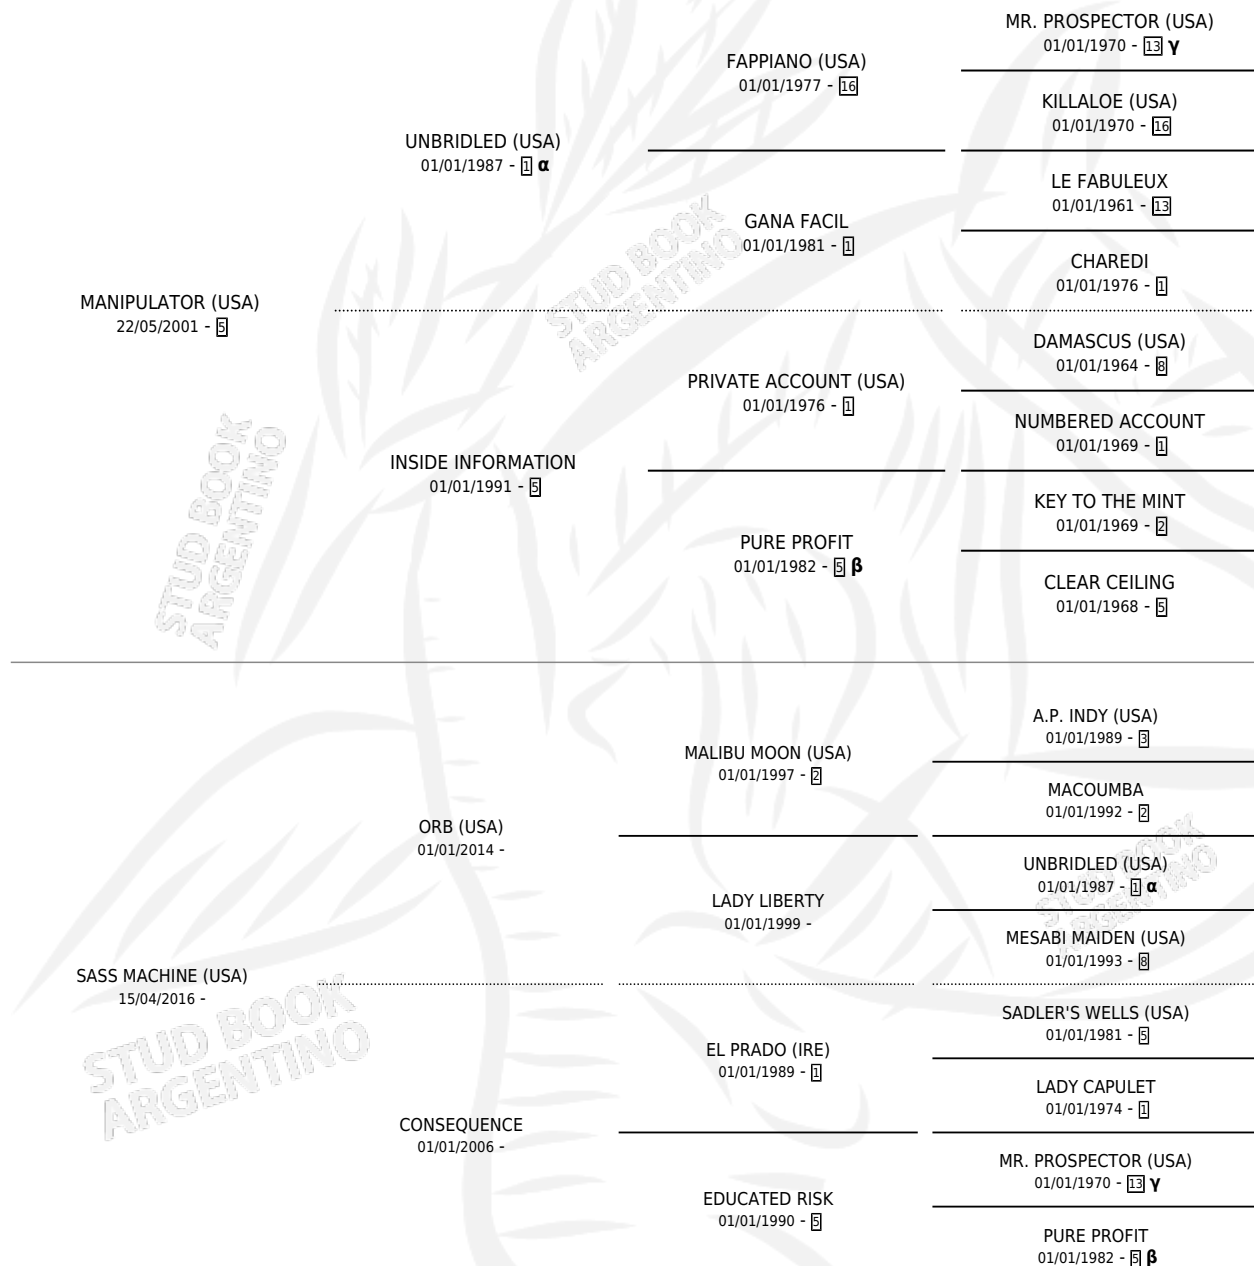 MR. PROSPECTOR (USA)
01/01/1970 - 13 γ
FAPPIANO (USA)
01/01/1977 - 16
KILLALOE (USA)
01/01/1970 - 16
UNBRIDLED (USA)
01/01/1987 - 1 α
LE FABULEUX
01/01/1961 - 13
GANA FACIL
01/01/1981 - 1
CHAREDI
01/01/1976 - 1
STUD BOOK
ARGENTINO
MANIPULATOR (USA)
22/05/2001 - 5
DAMASCUS (USA)
01/01/1964 - 8
PRIVATE ACCOUNT (USA)
01/01/1976 - 1
NUMBERED ACCOUNT
01/01/1969 - 1
INSIDE INFORMATION
01/01/1991 - 5
KEY TO THE MINT
01/01/1969 - 2
PURE PROFIT
01/01/1982 - 5 β
CLEAR CEILING
01/01/1968 - 5
STUD BOOK
ARGENTINO
A.P. INDY (USA)
01/01/1989 - 3
MALIBU MOON (USA)
01/01/1997 - 2
MACOUMBA
01/01/1992 - 2
ORB (USA)
01/01/2014 -
UNBRIDLED (USA)
01/01/1987 - 1 α
LADY LIBERTY
01/01/1999 -
MESABI MAIDEN (USA)
01/01/1993 - 8
STUD BOOK
ARGENTINO
SASS MACHINE (USA)
15/04/2016 -
SADLER'S WELLS (USA)
01/01/1981 - 5
EL PRADO (IRE)
01/01/1989 - 1
LADY CAPULET
01/01/1974 - 1
STUD BOOK
ARGENTINO
CONSEQUENCE
01/01/2006 -
MR. PROSPECTOR (USA)
01/01/1970 - 13 γ
EDUCATED RISK
01/01/1990 - 5
PURE PROFIT
01/01/1982 - 5 β